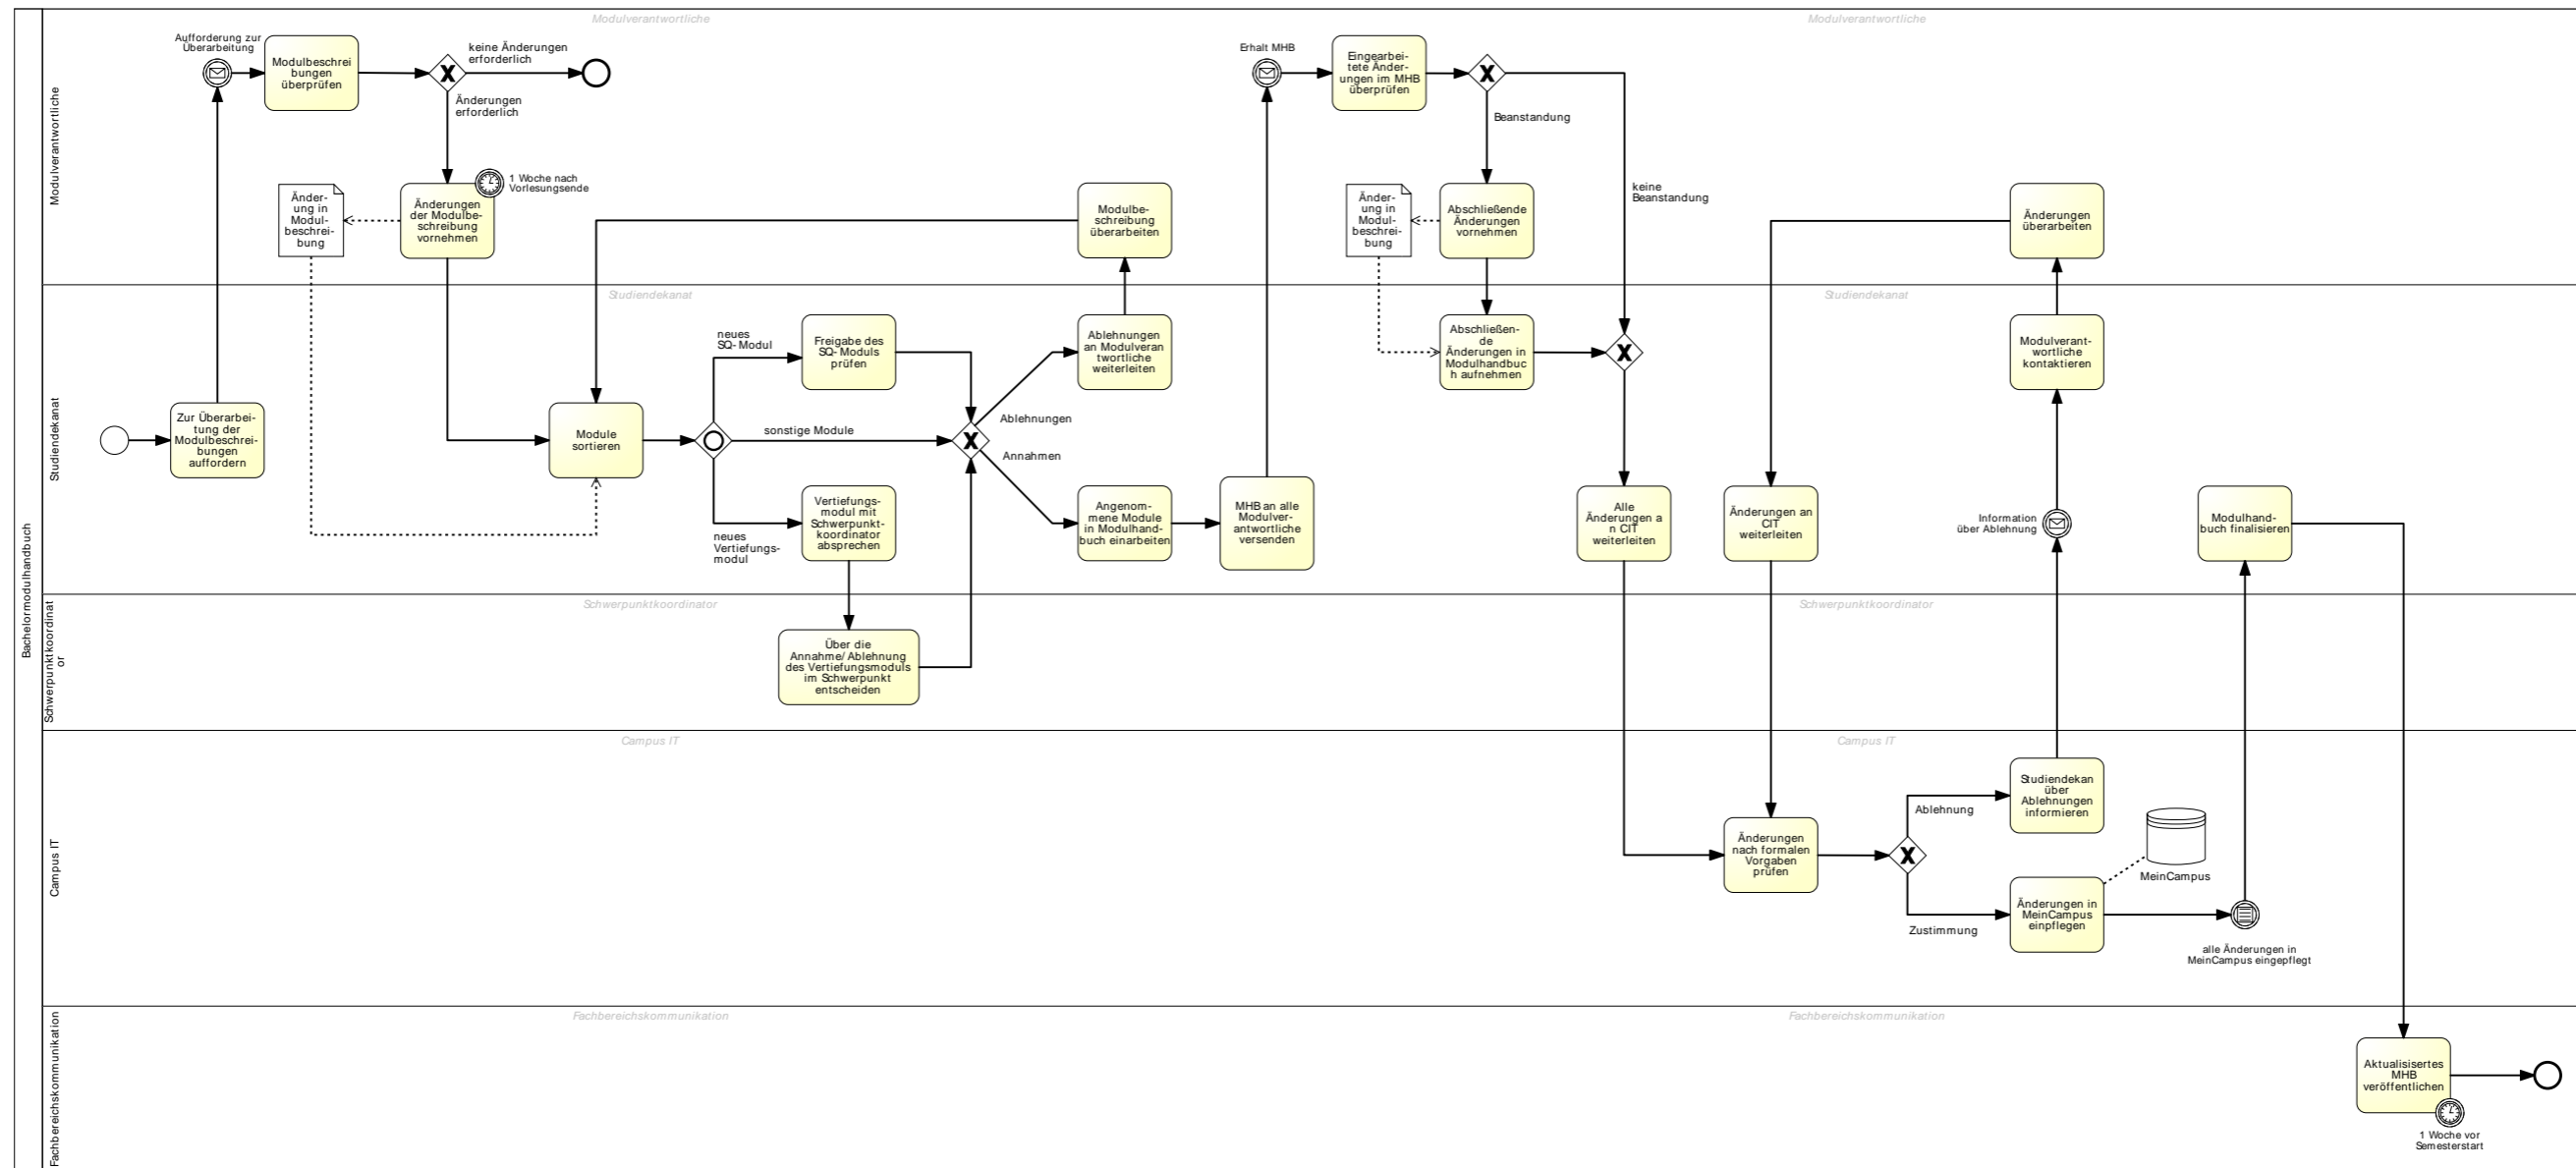 Bachelormodulhandbuch
Modulverantwortliche
Modulverantwortliche
Modulverantwortliche
Aufforderung zur
Überarbeitung
Modulbeschrei
bungen
überprüfen
keine Änderungen
erforderlich
Änderungen
erforderlich
Änder-
ung in
Modul-
beschrei-
bung
Änderungen
der Modulbe-
schreibung
vornehmen
1 Woche nach
Vorlesungsende
Modulbe-
schreibung
überarbeiten
Erhalt MHB
Eingearbei-
tete Änder-
ungen im MHB
überprüfen
Beanstandung
keine
Beanstandung
Änder-
ung in
Modul-
beschrei-
bung
Abschließende
Änderungen
vornehmen
Änderungen
überarbeiten
Studiendekanat
Studiendekanat
Studiendekanat
Zur Überarbei-
tung der
Modulbeschrei-
bungen
auffordern
Module
sortieren
neues
SQ- Modul
Freigabe des
SQ- Moduls
prüfen
sonstige Module
neues
Vertiefungs-
modul
Vertiefungs-
modul mit
Schwerpunkt-
koordinator
absprechen
Ablehnungen
Annahmen
Ablehnungen
an Modulveran
twortliche
weiterleiten
Angenom-
mene Module
in Modulhand-
buch einarbeiten
MHB an alle
Modulver-
antwortliche
versenden
Abschließen-
de
Änderungen in
Modulhandbuc
h aufnehmen
Alle
Änderungen a
n CIT
weiterleiten
Änderungen an
CIT
weiterleiten
Modulverant-
wortliche
kontaktieren
Information
über Ablehnung
Modulhand-
buch finalisieren
Schwerpunktkoordinat
or
Schwerpunktkoordinator
Schwerpunktkoordinator
Über die
Annahme/ Ablehnung
des Vertiefungsmoduls
im Schwerpunkt
entscheiden
Campus IT
Campus IT
Campus IT
Änderungen
nach formalen
Vorgaben
prüfen
Ablehnung
Zustimmung
Studiendekan
über
Ablehnungen
informieren
MeinCampus
Änderungen in
MeinCampus
einpflegen
alle Änderungen in
MeinCampus eingepflegt
Fachbereichskommunikation
Fachbereichskommunikation
Fachbereichskommunikation
Aktualisisertes
MHB
veröffentlichen
1 Woche vor
Semesterstart